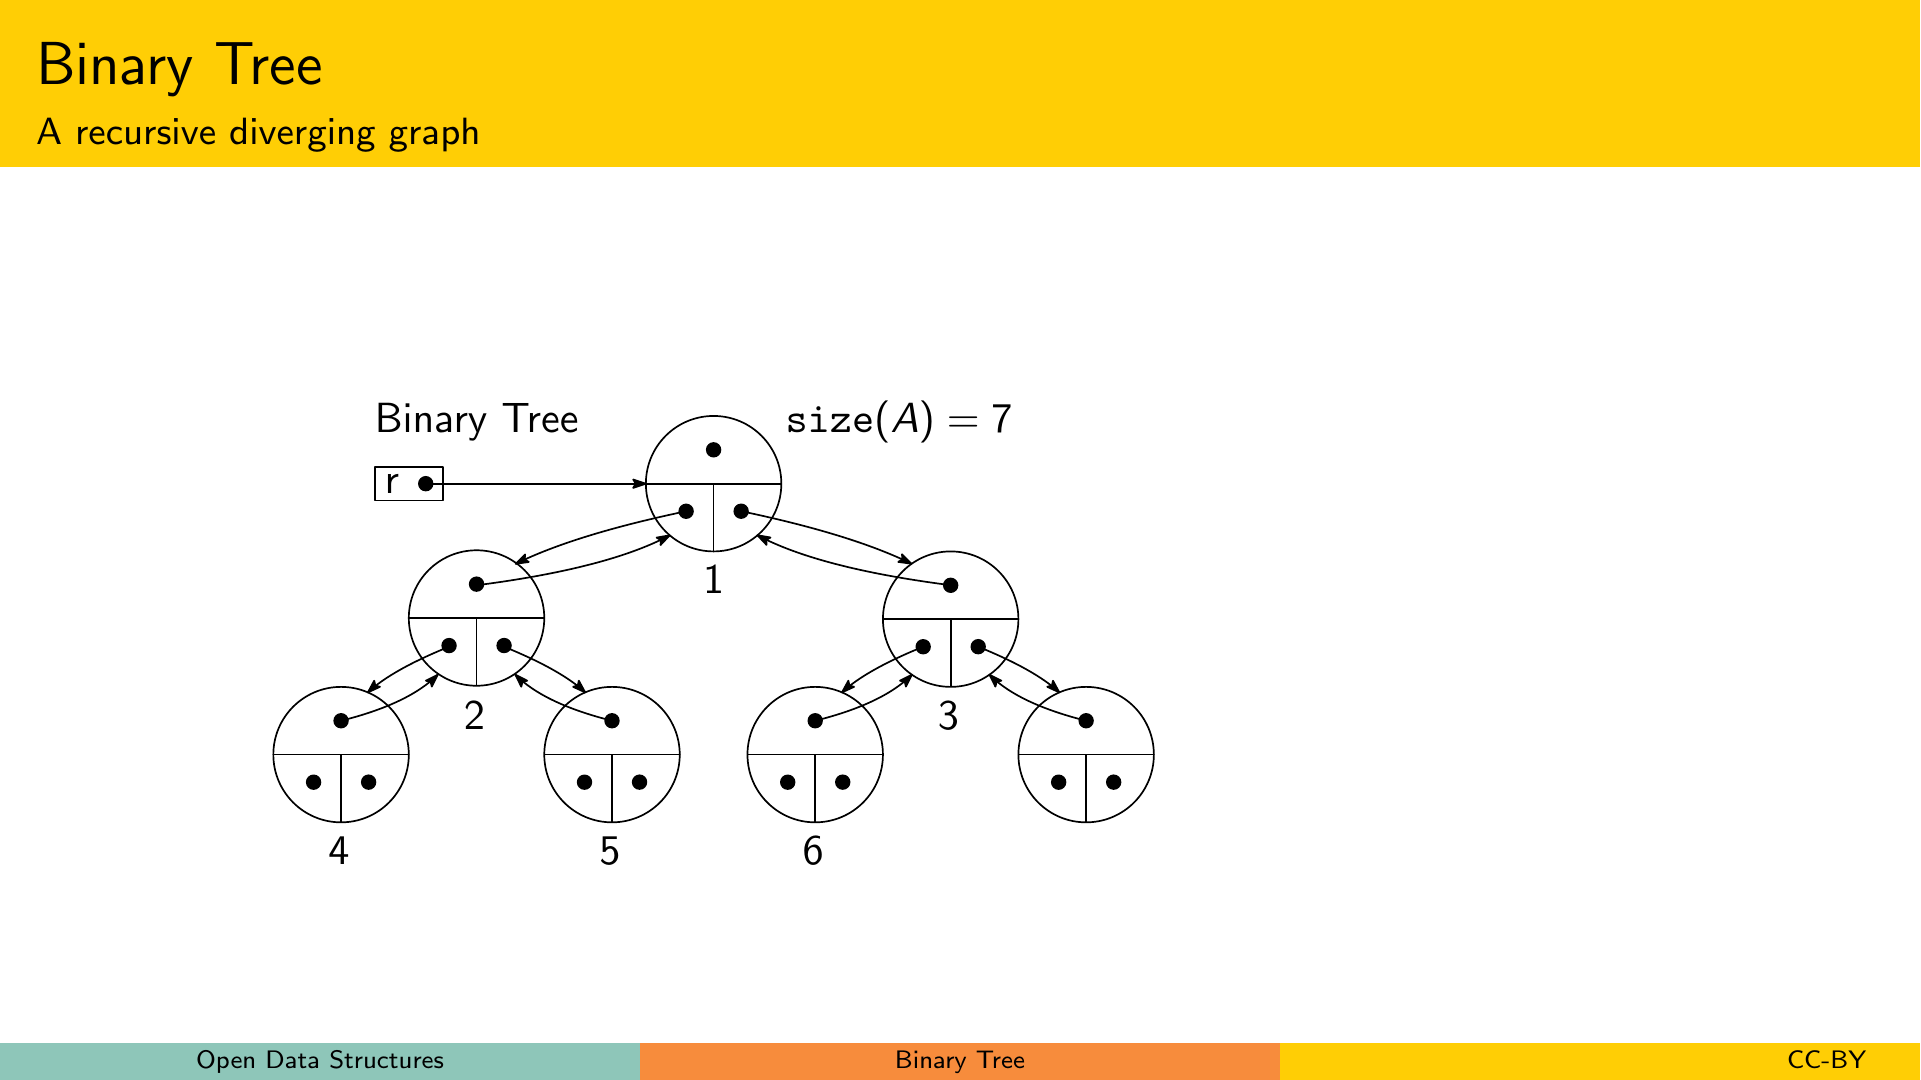 Binary Tree
A recursive diverging graph
Binary Tree
size(A) = 7
r
1
2
3
4
5
6
Open Data Structures
Binary Tree
CC-BY